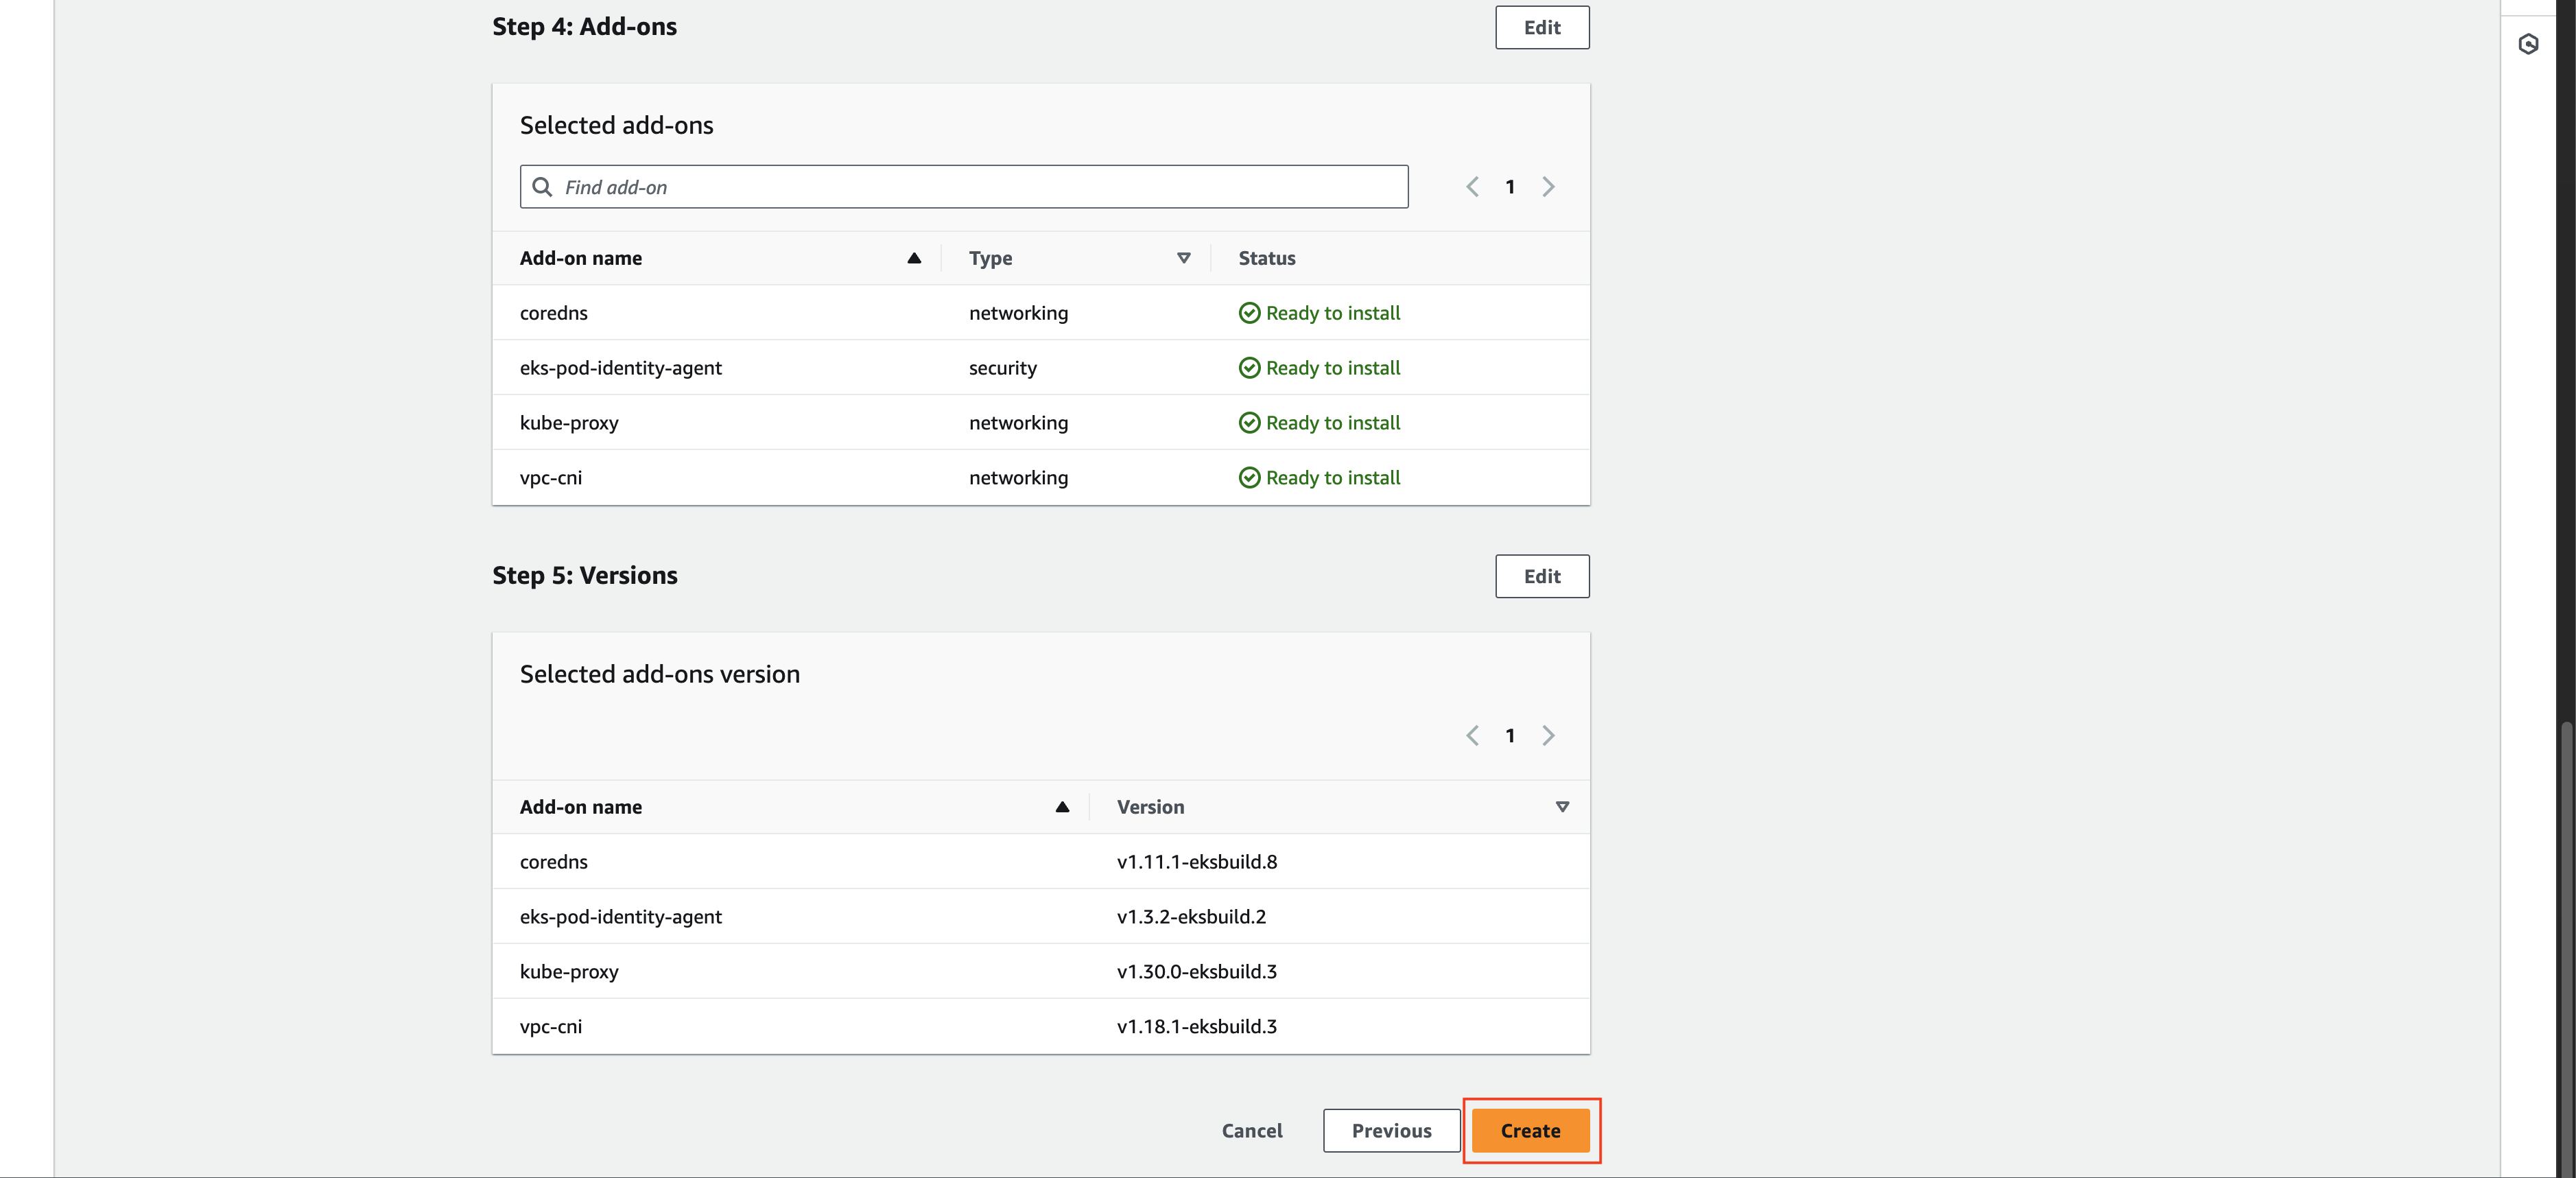 Step 4: Add-ons
Edit
Selected add-ons
Find add-on
1
Add-on name Type Status
coredns networking Ready to install
eks-pod-identity-agent security Ready to install
kube-proxy networking Ready to install
vpc-cni networking Ready to install
Step 5: Versions
Edit
Selected add-ons version
1
Add-on name Version
coredns v1.11.1-eksbuild.8
eks-pod-identity-agent v1.3.2-eksbuild.2
kube-proxy v1.30.0-eksbuild.3
vpc-cni v1.18.1-eksbuild.3
Cancel Previous Create